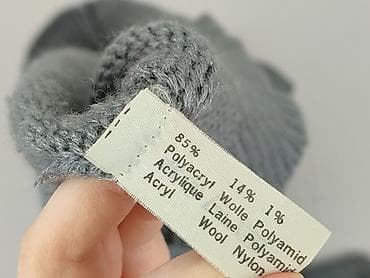 85% 14% 1%
Polyacryl Wolle Polyamid
Acrylique Laine Polyamid
Acryl Wool Nylon